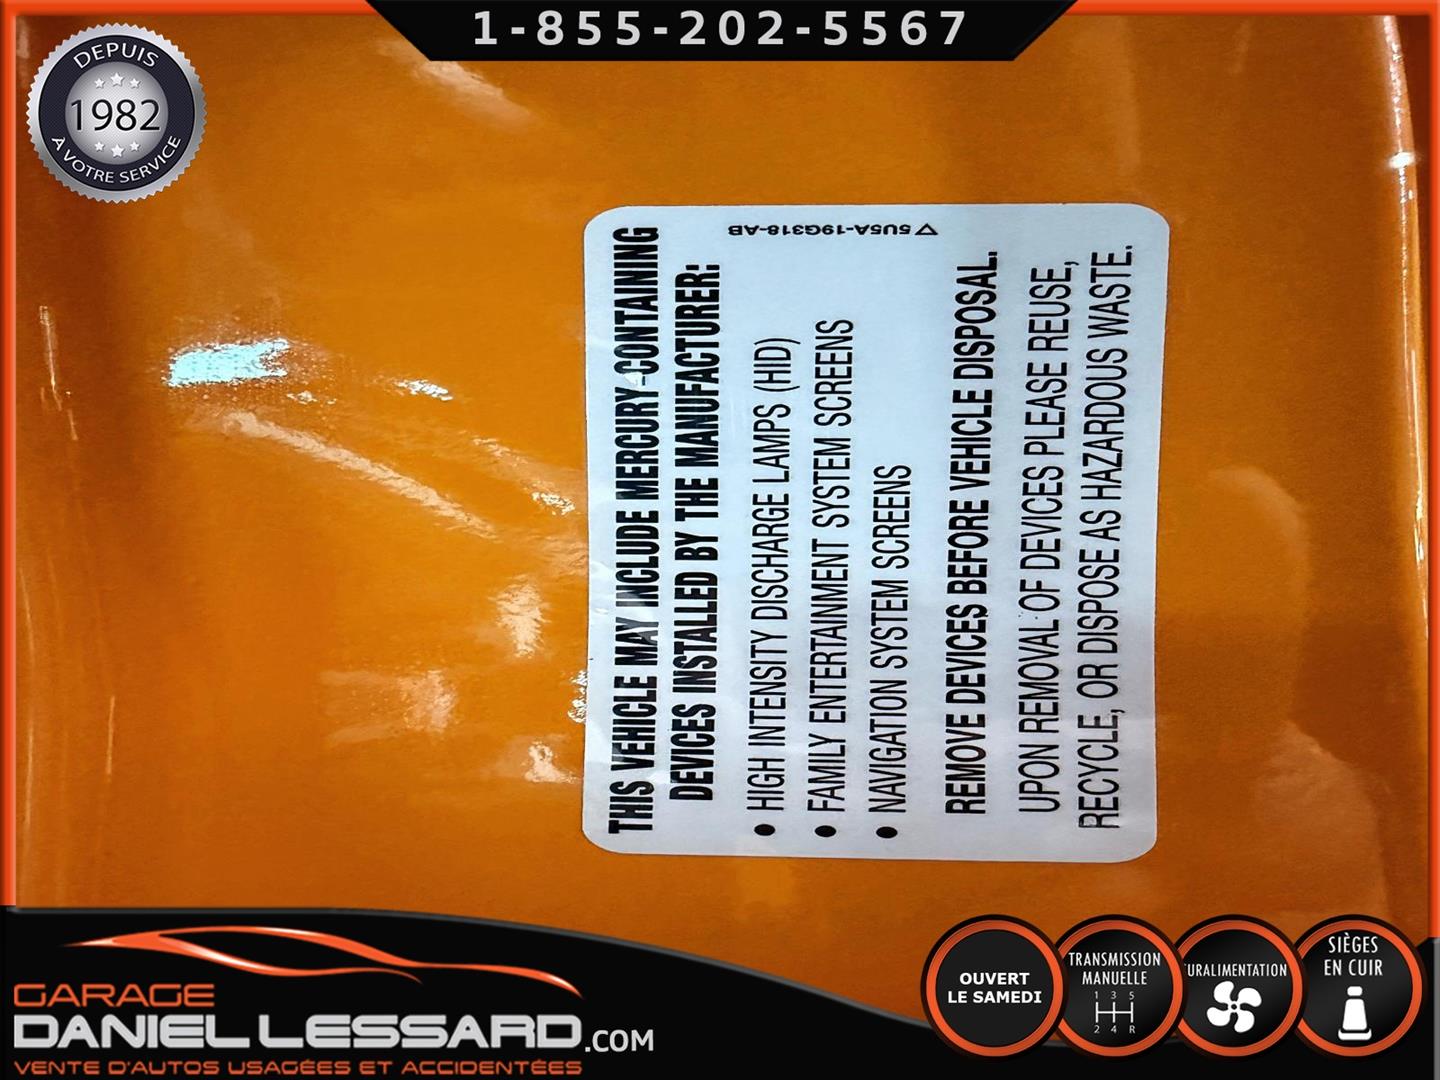 1-855-202-5567
DEPUIS
1982
À VOTRE SERVICE
THIS VEHICLE MAY INCLUDE MERCURY-CONTAINING
DEVICES INSTALLED BY THE MANUFACTURER:
• HIGH INTENSITY DISCHARGE LAMPS (HID)
• FAMILY ENTERTAINMENT SYSTEM SCREENS
• NAVIGATION SYSTEM SCREENS
REMOVE DEVICES BEFORE VEHICLE DISPOSAL.
UPON REMOVAL OF DEVICES PLEASE REUSE,
RECYCLE, OR DISPOSE AS HAZARDOUS WASTE.
5U5A-19G318-AB
GARAGE
DANIEL LESSARD.COM
VENTE D'AUTOS USAGÉES ET ACCIDENTÉES
OUVERT
LE SAMEDI
TRANSMISSION
MANUELLE
1 3 5
2 4 R
URALIMENTATION
SIÈGES
EN CUIR